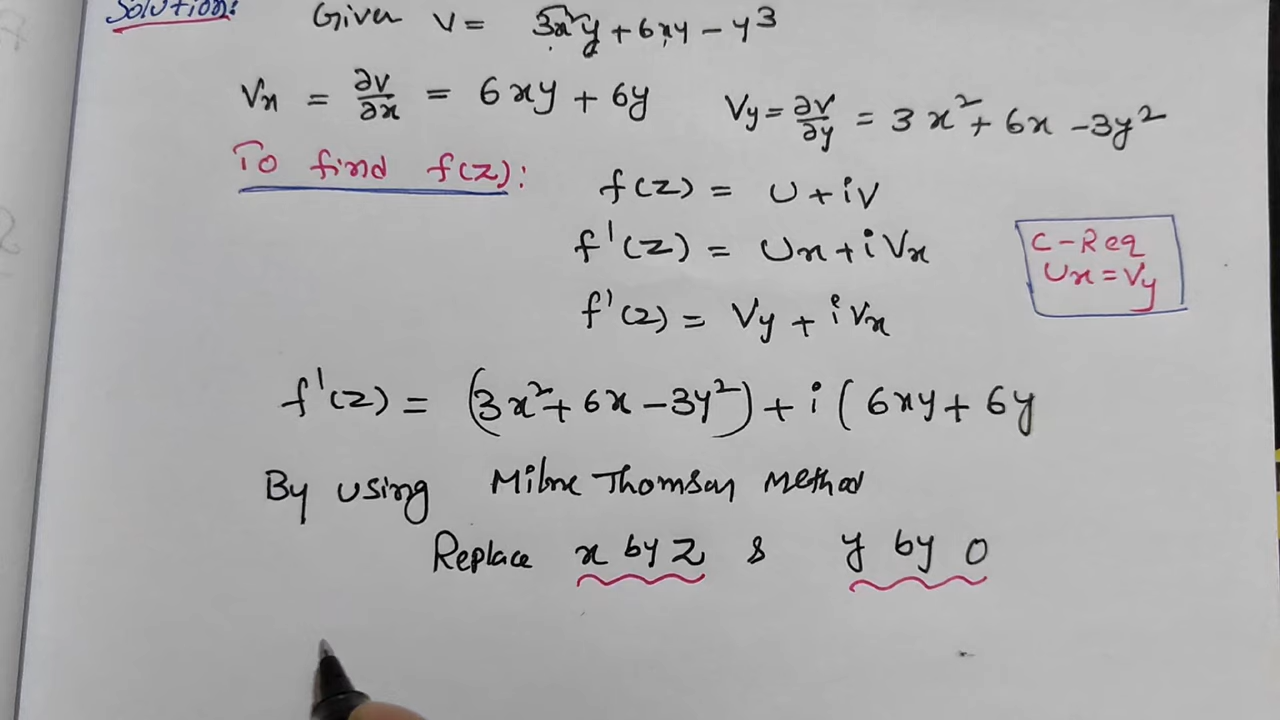 Solution:
Given V = 3x²y + 6xy - y³
Vx = ∂v/∂x = 6xy + 6y
Vy = ∂v/∂y = 3x² + 6x - 3y²
To find f(z):
f(z) = U + iV
f'(z) = Ux + iVx
C-R eq
Ux = Vy
f'(z) = Vy + iVx
f'(z) = (3x² + 6x - 3y²) + i(6xy + 6y
By using Milne Thomson Method
Replace x by z & y by 0